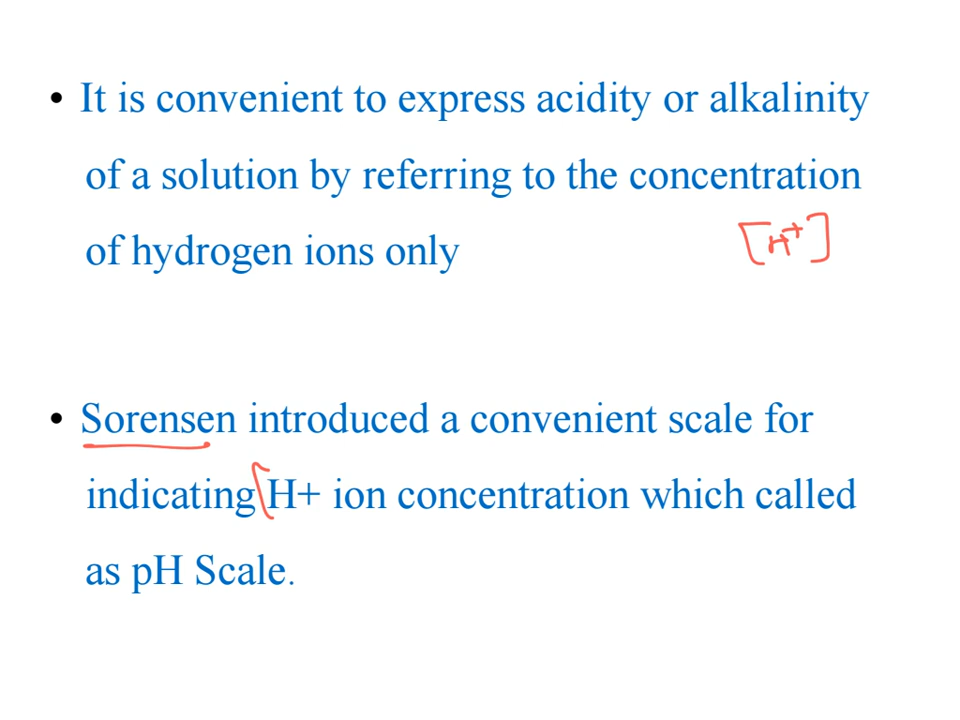 • It is convenient to express acidity or alkalinity
of a solution by referring to the concentration
of hydrogen ions only
[H+]
• Sorensen introduced a convenient scale for
indicating H+ ion concentration which called
as pH Scale.